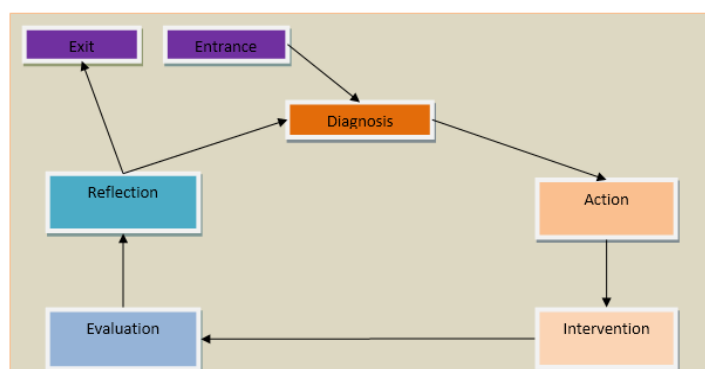 Exit
Entrance
Diagnosis
Reflection
Action
Evaluation
Intervention